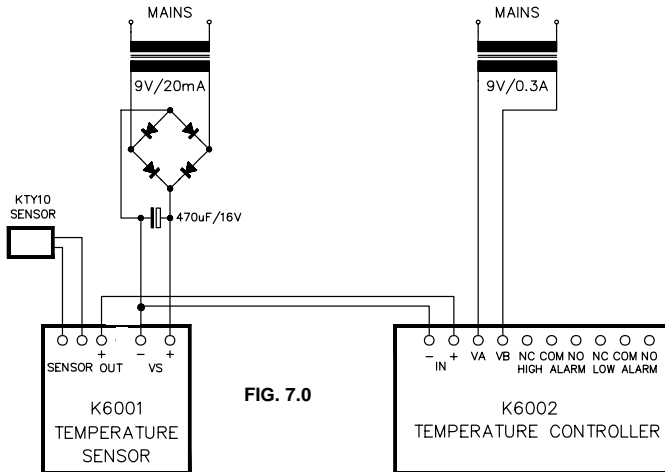 MAINS
MAINS
9V/20mA
9V/0.3A
KTY10
SENSOR
470uF/16V
+ - +
SENSOR OUT VS
K6001
TEMPERATURE
SENSOR
FIG. 7.0
- + VA VB NC COM NO NC COM NO
IN HIGH ALARM LOW ALARM
K6002
TEMPERATURE CONTROLLER